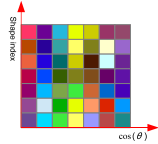 Shape index
cos(θ)